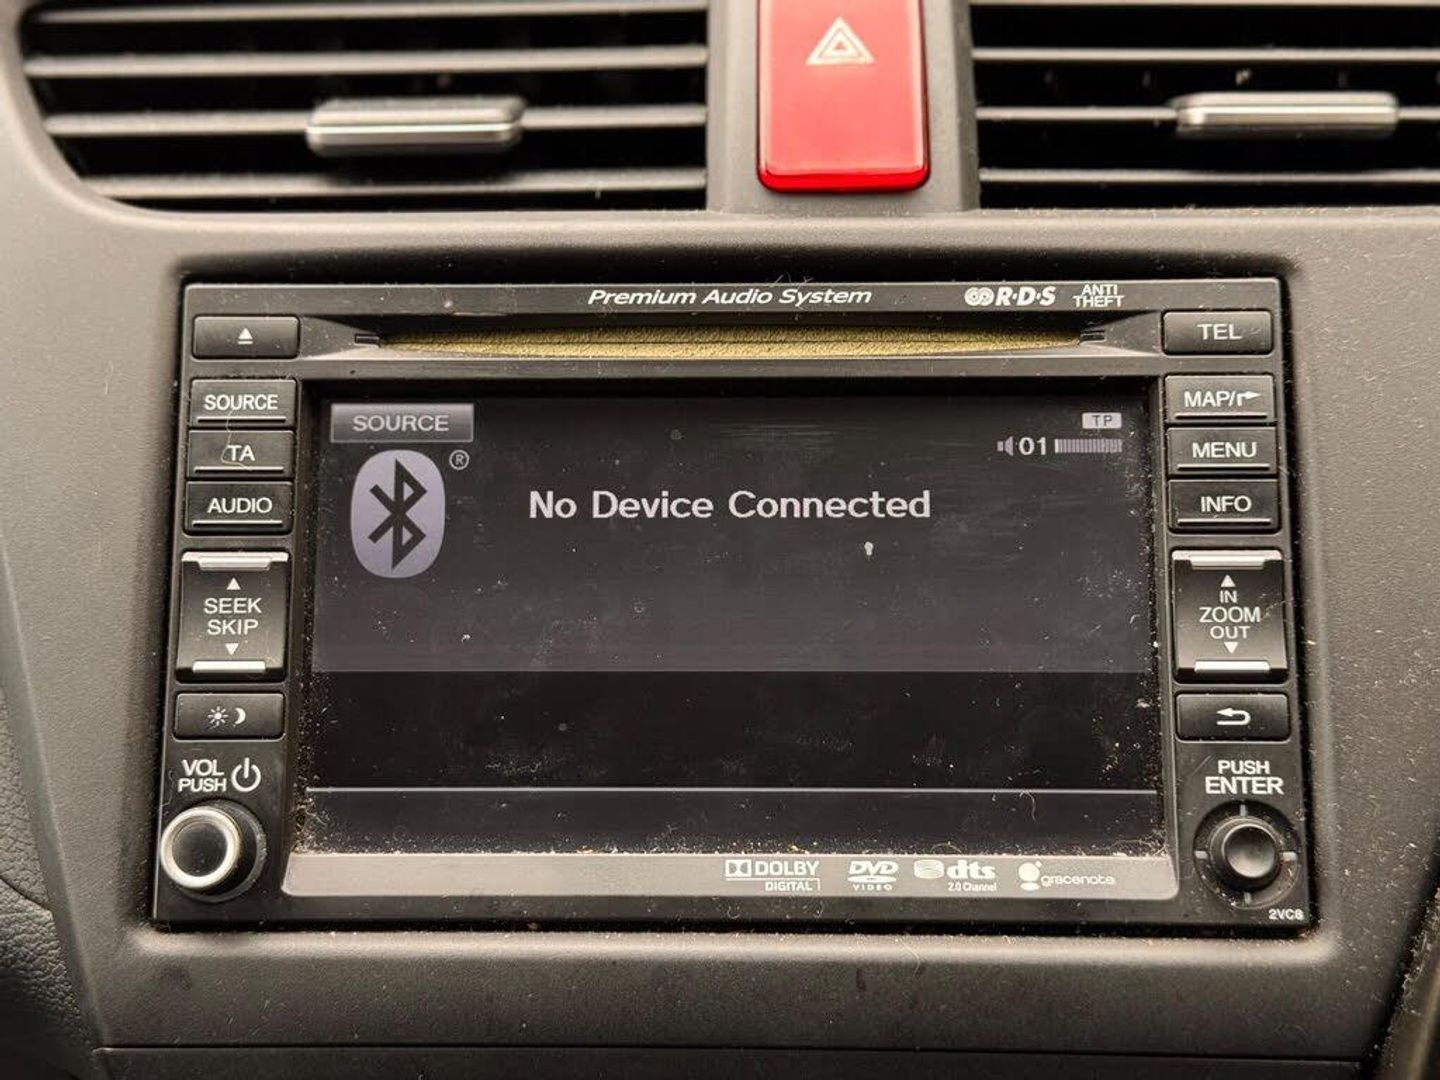 Premium Audio System
R·D·S
ANTI
THEFT
TEL
SOURCE
MAP/
TA
MENU
AUDIO
INFO
SEEK
SKIP
IN
ZOOM
OUT
VOL
PUSH
PUSH
ENTER
SOURCE
TP
01
®
No Device Connected
DOLBY
DIGITAL
DVD
VIDEO
dts
2.0 Channel
gracenote
2VC8